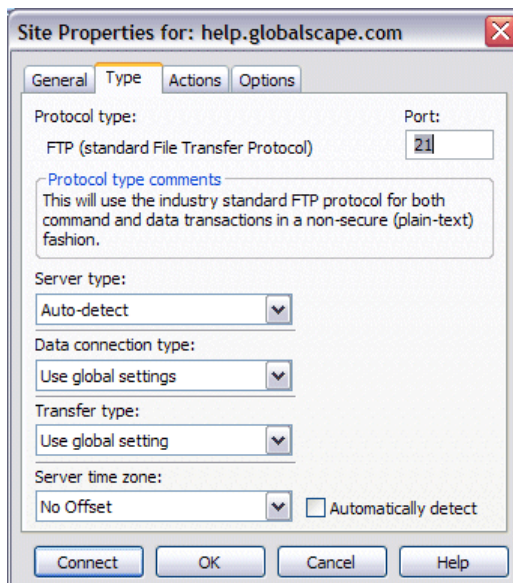 Site Properties for: help.globalscape.com
General Type Actions Options
Protocol type: Port:
FTP (standard File Transfer Protocol) 21
Protocol type comments
This will use the industry standard FTP protocol for both
command and data transactions in a non-secure (plain-text)
fashion.
Server type:
Auto-detect
Data connection type:
Use global settings
Transfer type:
Use global setting
Server time zone:
No Offset Automatically detect
Connect OK Cancel Help